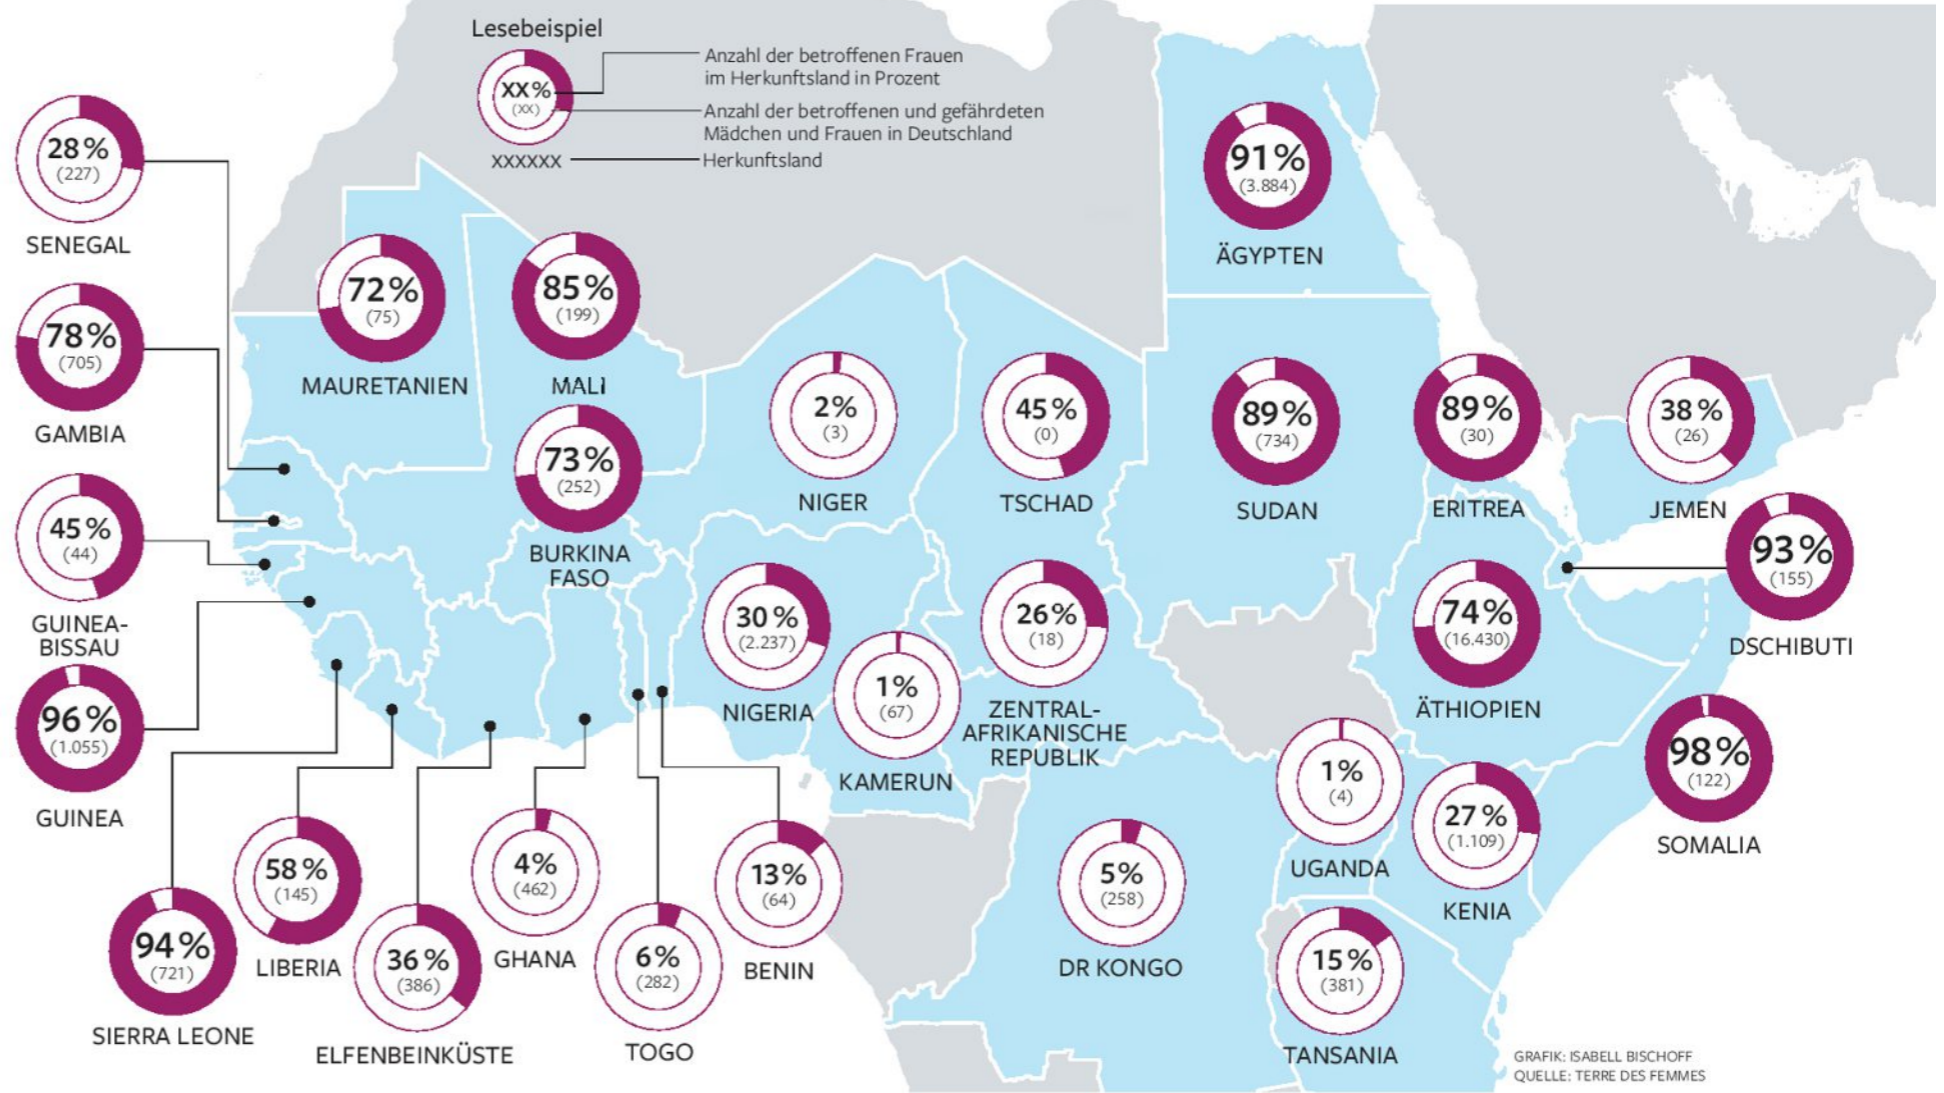 Lesebeispiel
XX%
(XX)
XXXXXX
Anzahl der betroffenen Frauen
im Herkunftsland in Prozent
Anzahl der betroffenen und gefährdeten
Mädchen und Frauen in Deutschland
Herkunftsland
28%
(227)
SENEGAL
78%
(705)
GAMBIA
45%
(44)
GUINEA-
BISSAU
96%
(1.055)
GUINEA
72%
(75)
MAURETANIEN
85%
(199)
MALI
73%
(252)
BURKINA
FASO
2%
(3)
NIGER
45%
(0)
TSCHAD
91%
(3.884)
ÄGYPTEN
89%
(734)
SUDAN
89%
(30)
ERITREA
38%
(26)
JEMEN
93%
(155)
DSCHIBUTI
30%
(2.237)
NIGERIA
1%
(67)
KAMERUN
26%
(18)
ZENTRAL-
AFRIKANISCHE
REPUBLIK
74%
(16.430)
ÄTHIOPIEN
98%
(122)
SOMALIA
1%
(4)
UGANDA
27%
(1.109)
KENIA
94%
(721)
SIERRA LEONE
58%
(145)
LIBERIA
36%
(386)
ELFENBEINKÜSTE
4%
(462)
GHANA
6%
(282)
TOGO
13%
(64)
BENIN
5%
(258)
DR KONGO
15%
(381)
TANSANIA
GRAFIK: ISABELL BISCHOFF
QUELLE: TERRE DES FEMMES